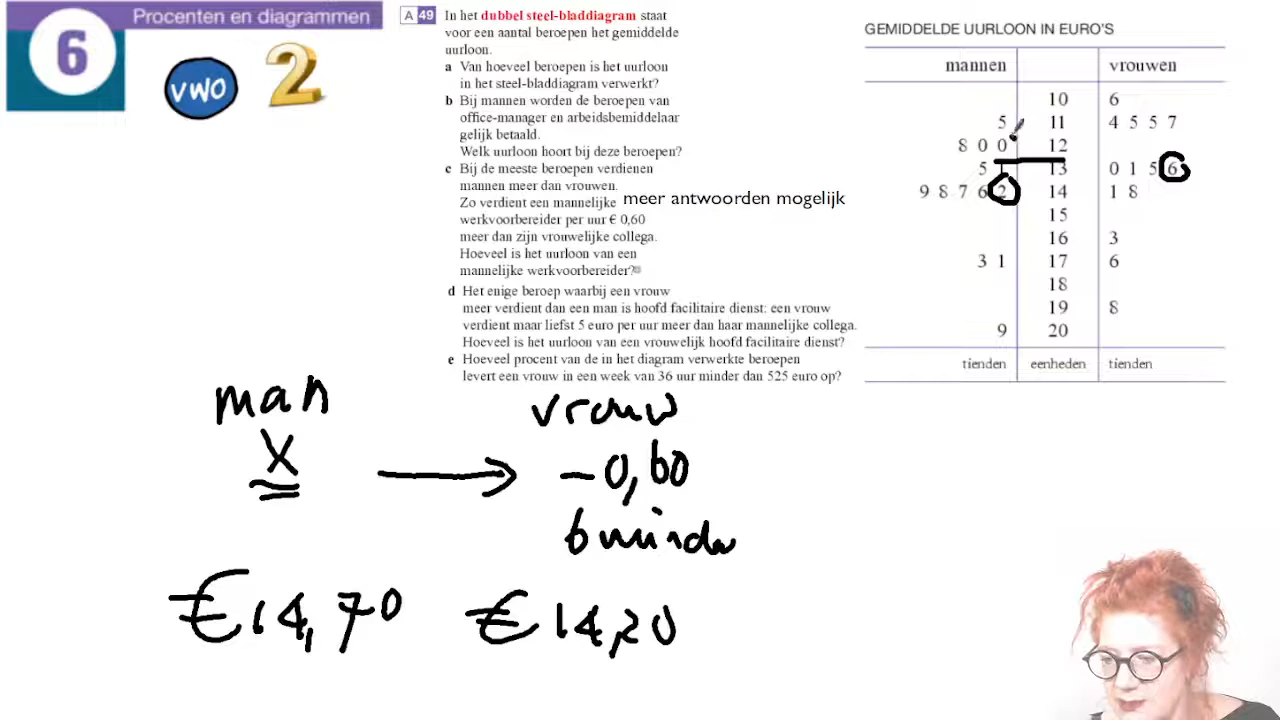 6
Procenten en diagrammen
vwo
2
A 49 In het dubbel steel-bladdiagram staat
voor een aantal beroepen het gemiddelde
uurloon.
a Van hoeveel beroepen is het uurloon
in het steel-bladdiagram verwerkt?
b Bij mannen worden de beroepen van
office-manager en arbeidsbemiddelaar
gelijk betaald.
Welk uurloon hoort bij deze beroepen?
c Bij de meeste beroepen verdienen
mannen meer dan vrouwen.
Zo verdient een mannelijke
werkvoorbereider per uur € 0,60
meer dan zijn vrouwelijke collega.
Hoeveel is het uurloon van een
mannelijke werkvoorbereider?
meer antwoorden mogelijk
d Het enige beroep waarbij een vrouw
meer verdient dan een man is hoofd facilitaire dienst: een vrouw
verdient maar liefst 5 euro per uur meer dan haar mannelijke collega.
Hoeveel is het uurloon van een vrouwelijk hoofd facilitaire dienst?
e Hoeveel procent van de in het diagram verwerkte beroepen
levert een vrouw in een week van 36 uur minder dan 525 euro op?
GEMIDDELDE UURLOON IN EURO'S
mannen vrouwen
10 6
5 11 4 5 5 7
8 0 0 12
5 1 13 0 1 5 6
9 8 7 6 2 14 1 8
15
16 3
3 1 17 6
18
19 8
9 20
tienden eenheden tienden
man vrouw
x → -0,60
6 minder
€14,70 €14,20